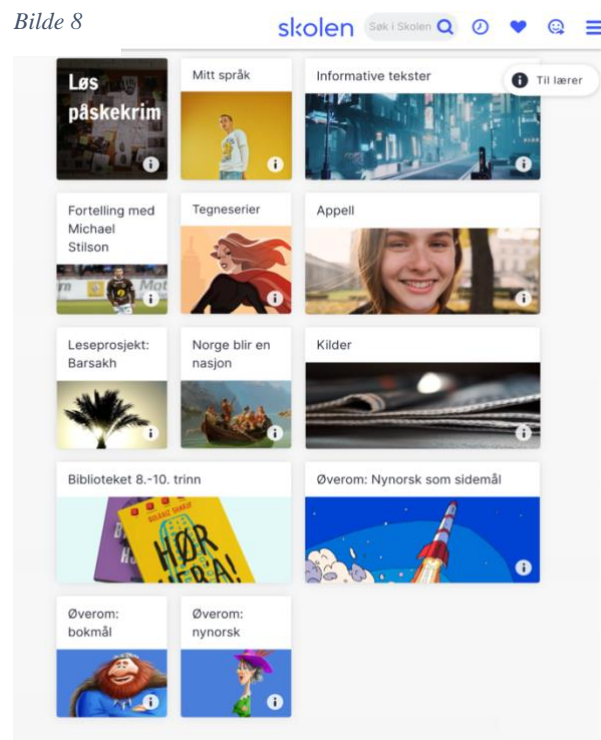 Bilde 8
skolen Søk i Skolen
Til lærer
Løs
påskekrim
Mitt språk
Informative tekster
Fortelling med
Michael
Stilson
Tegneserier
Appell
Leseprosjekt:
Barsakh
Norge blir en
nasjon
Kilder
Biblioteket 8.-10. trinn
HØR
HER'A!
Øverom: Nynorsk som sidemål
Øverom:
bokmål
Øverom:
nynorsk